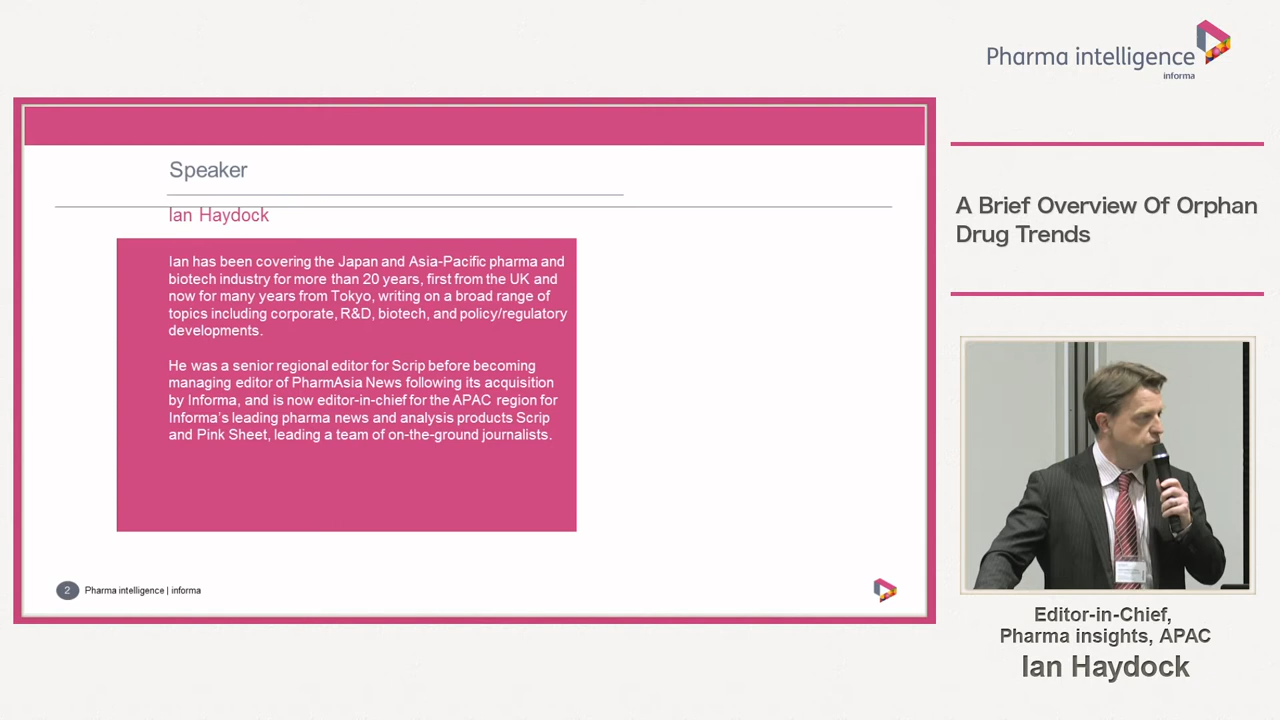 Pharma intelligence
informa
Speaker
Ian Haydock
Ian has been covering the Japan and Asia-Pacific pharma and
biotech industry for more than 20 years, first from the UK and
now for many years from Tokyo, writing on a broad range of
topics including corporate, R&D, biotech, and policy/regulatory
developments.
He was a senior regional editor for Scrip before becoming
managing editor of PharmAsia News following its acquisition
by Informa, and is now editor-in-chief for the APAC region for
Informa's leading pharma news and analysis products Scrip
and Pink Sheet, leading a team of on-the-ground journalists.
2
Pharma intelligence | informa
A Brief Overview Of Orphan
Drug Trends
Editor-in-Chief,
Pharma insights, APAC
Ian Haydock